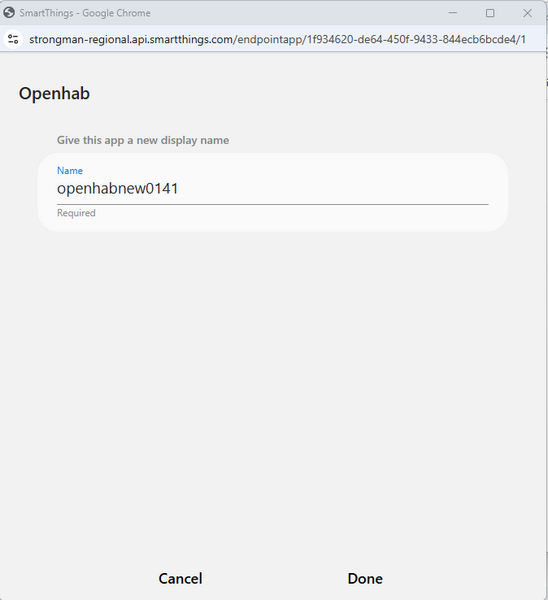 SmartThings - Google Chrome
strongman-regional.api.smartthings.com/endpointapp/1f934620-de64-450f-9433-844ecb6bcde4/1
Openhab
Give this app a new display name
Name
openhabnew0141
Required
Cancel
Done